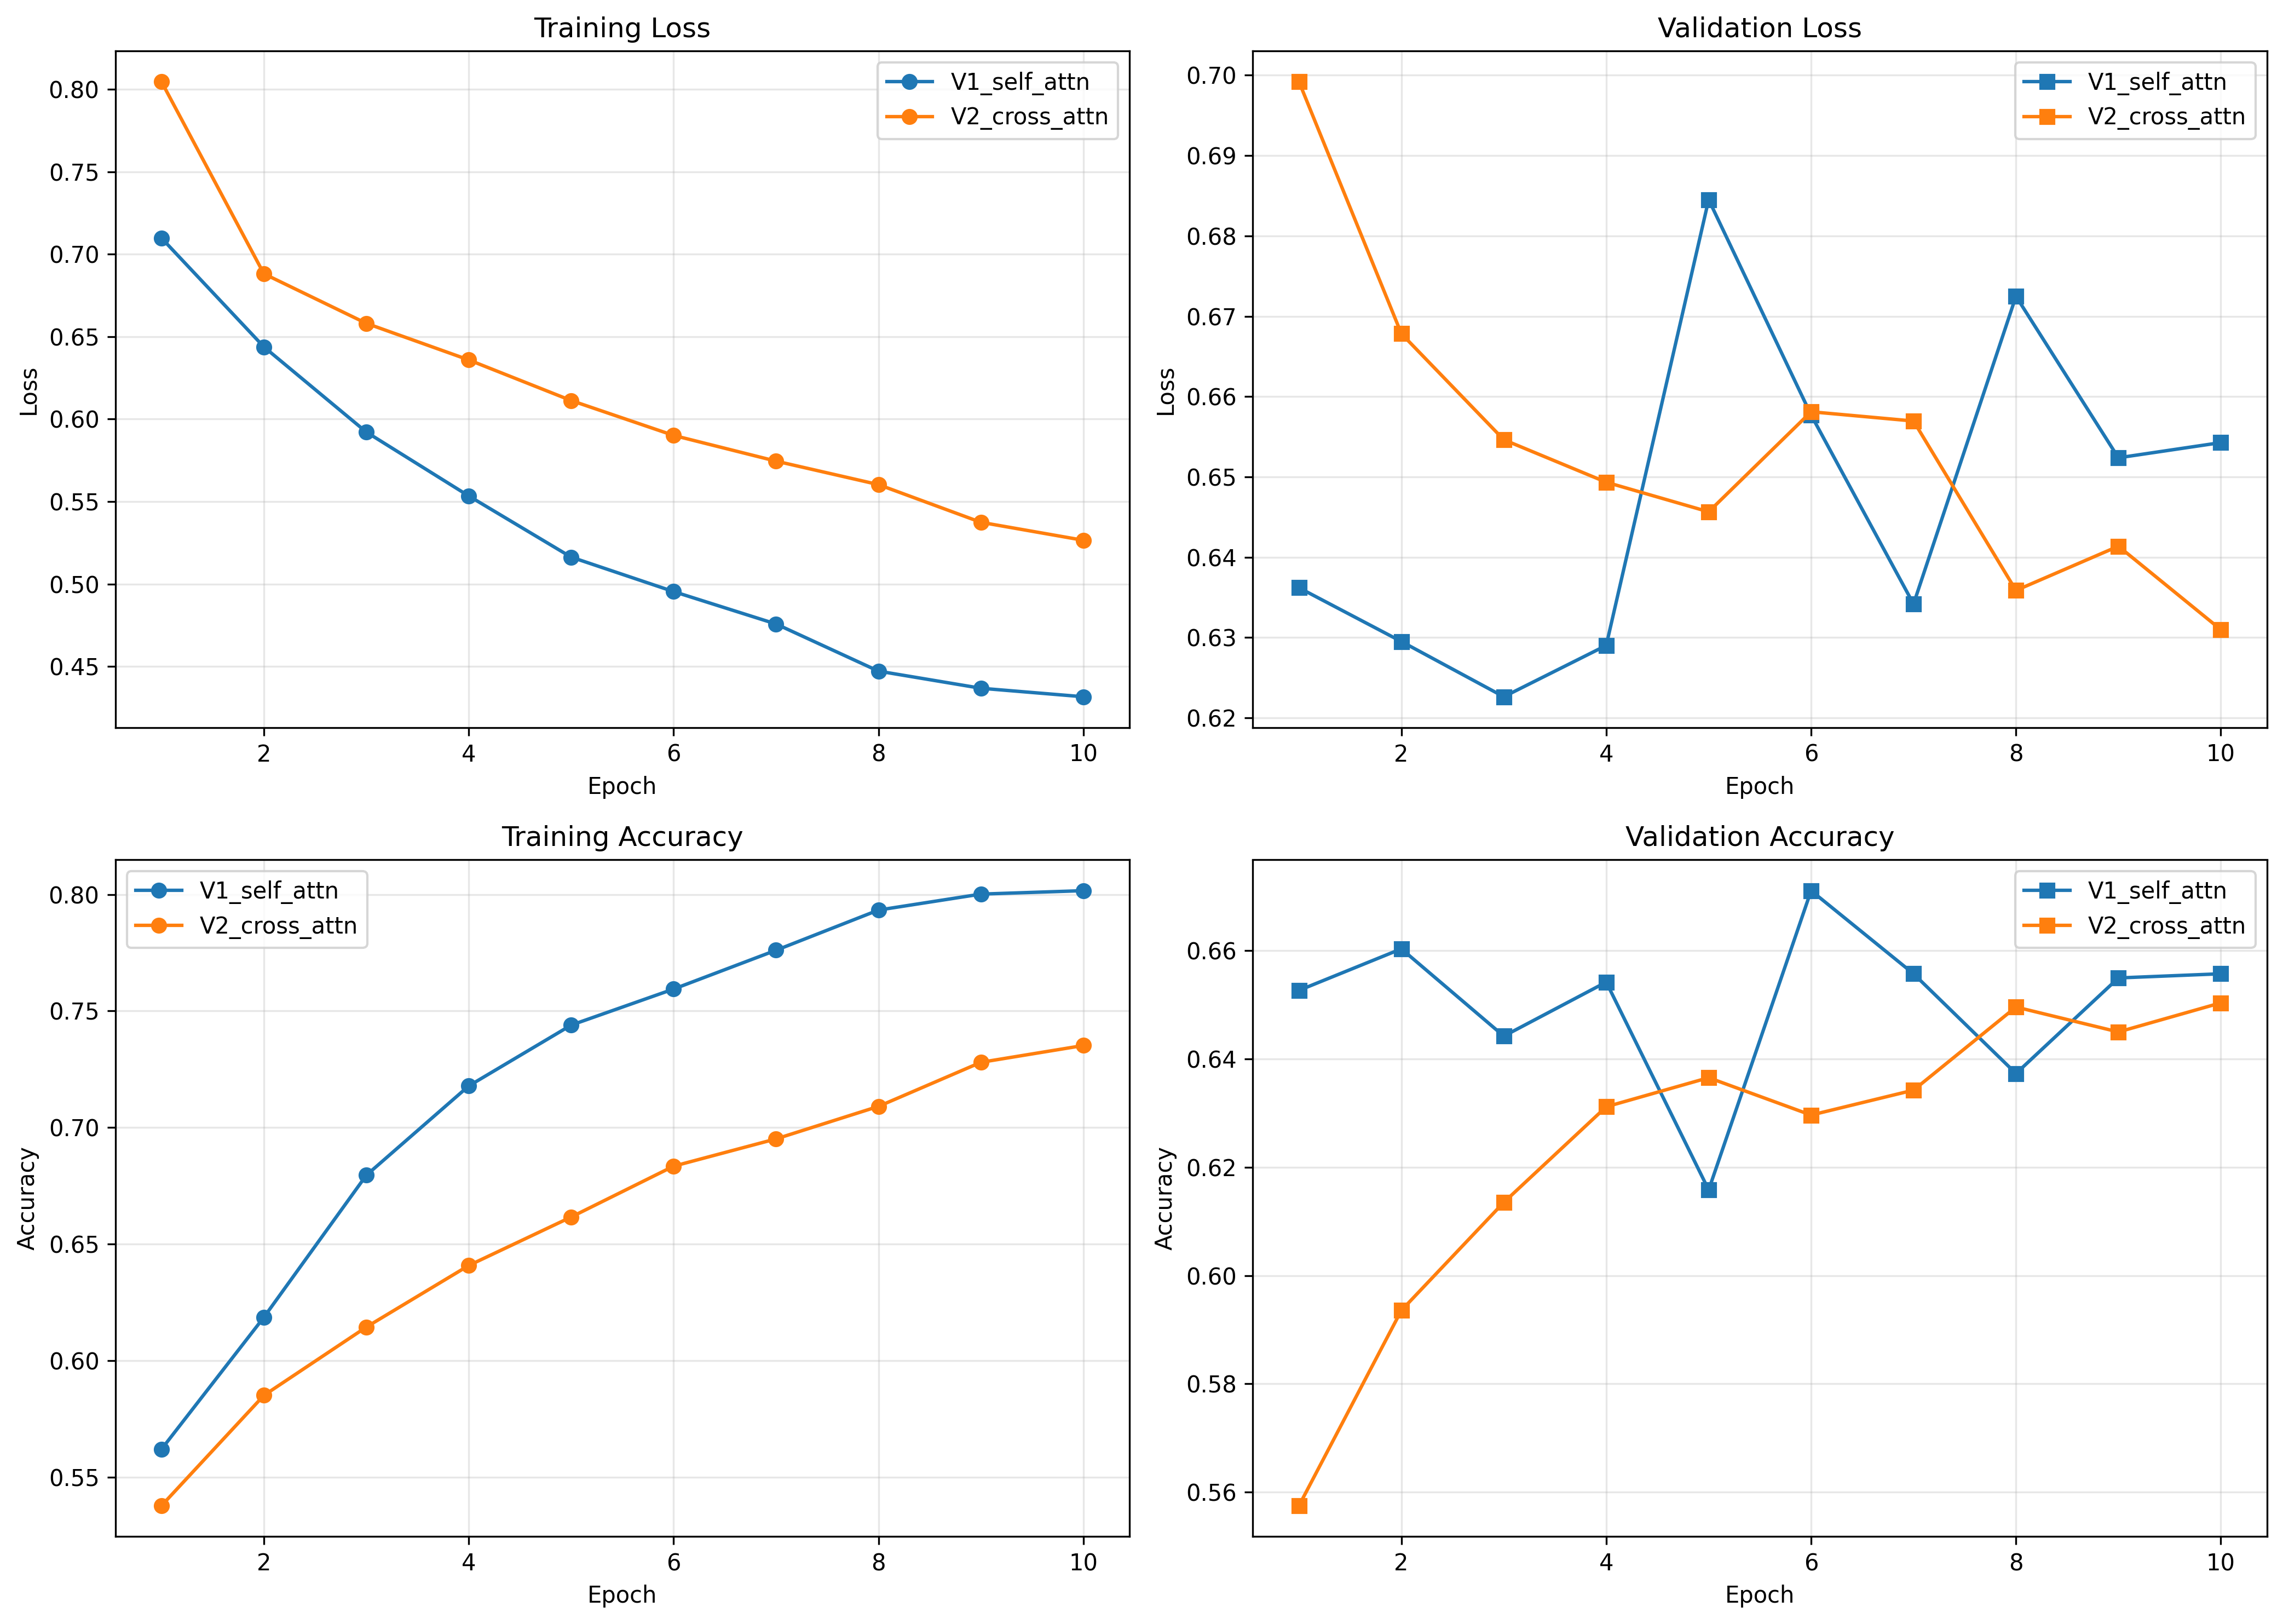 Training Loss
0.80
0.75
0.70
0.65
0.60
0.55
0.50
0.45
Loss
V1_self_attn
V2_cross_attn
2 4 6 8 10
Epoch
Validation Loss
0.70
0.69
0.68
0.67
0.66
0.65
0.64
0.63
0.62
Loss
V1_self_attn
V2_cross_attn
2 4 6 8 10
Epoch
Training Accuracy
0.80
0.75
0.70
0.65
0.60
0.55
Accuracy
V1_self_attn
V2_cross_attn
2 4 6 8 10
Epoch
Validation Accuracy
0.66
0.64
0.62
0.60
0.58
0.56
Accuracy
V1_self_attn
V2_cross_attn
2 4 6 8 10
Epoch